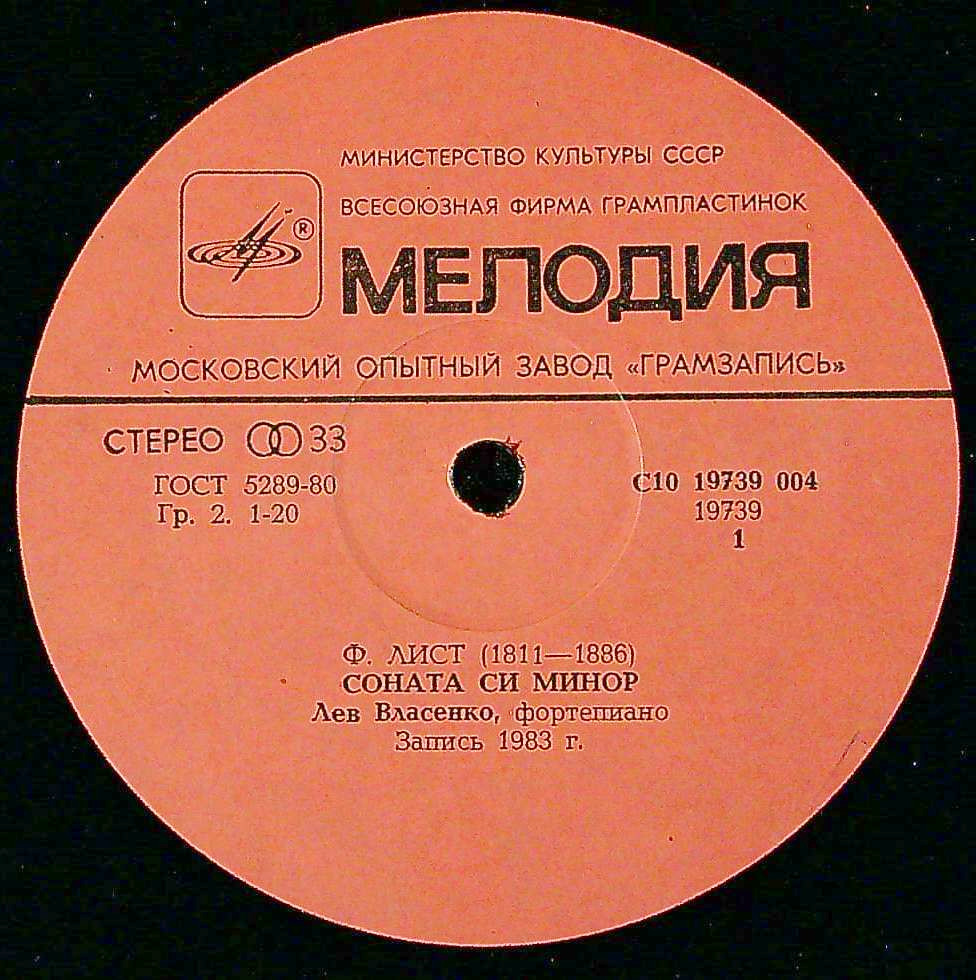 МИНИСТЕРСТВО КУЛЬТУРЫ СССР
ВСЕСОЮЗНАЯ ФИРМА ГРАМПЛАСТИНОК
®
МЕЛОДИЯ
МОСКОВСКИЙ ОПЫТНЫЙ ЗАВОД «ГРАМЗАПИСЬ»
СТЕРЕО 33
ГОСТ 5289-80
Гр. 2. 1-20
С10 19739 004
19739
1
Ф. ЛИСТ (1811—1886)
СОНАТА СИ МИНОР
Лев Власенко, фортепиано
Запись 1983 г.